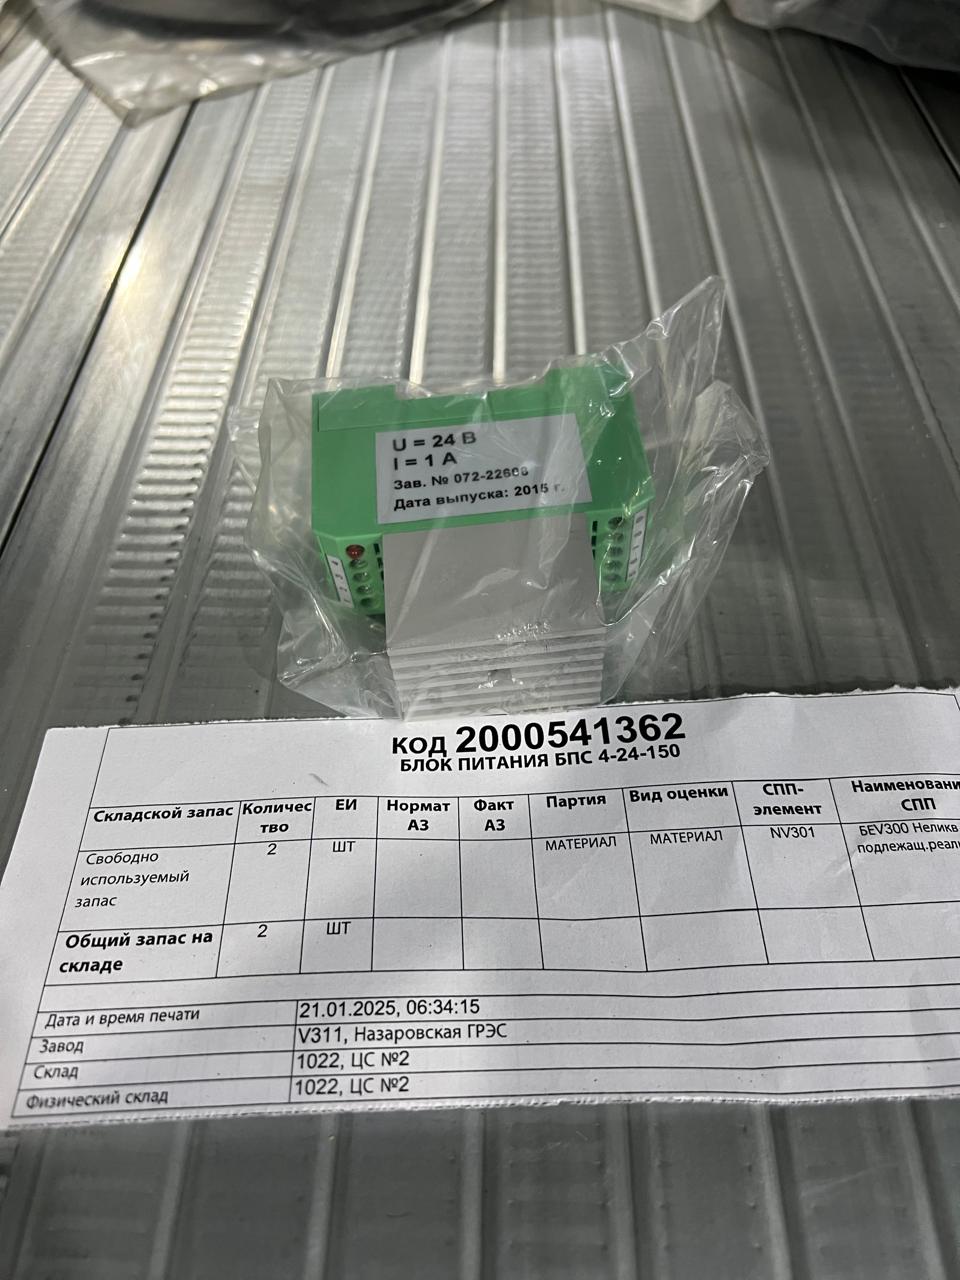 U = 24 В
I = 1 А
Зав. № 072-22608
Дата выпуска: 2015 г.
КОД 2000541362
БЛОК ПИТАНИЯ БПС 4-24-150
Складской запас Количес тво ЕИ Нормат АЗ Факт АЗ Партия Вид оценки СПП-элемент Наименовани СПП
Свободно используемый запас 2 ШТ МАТЕРИАЛ МАТЕРИАЛ NV301 БЕV300 Неликв подлежащ.реал
Общий запас на складе 2 ШТ
Дата и время печати 21.01.2025, 06:34:15
Завод V311, Назаровская ГРЭС
Склад 1022, ЦС №2
Физический склад 1022, ЦС №2